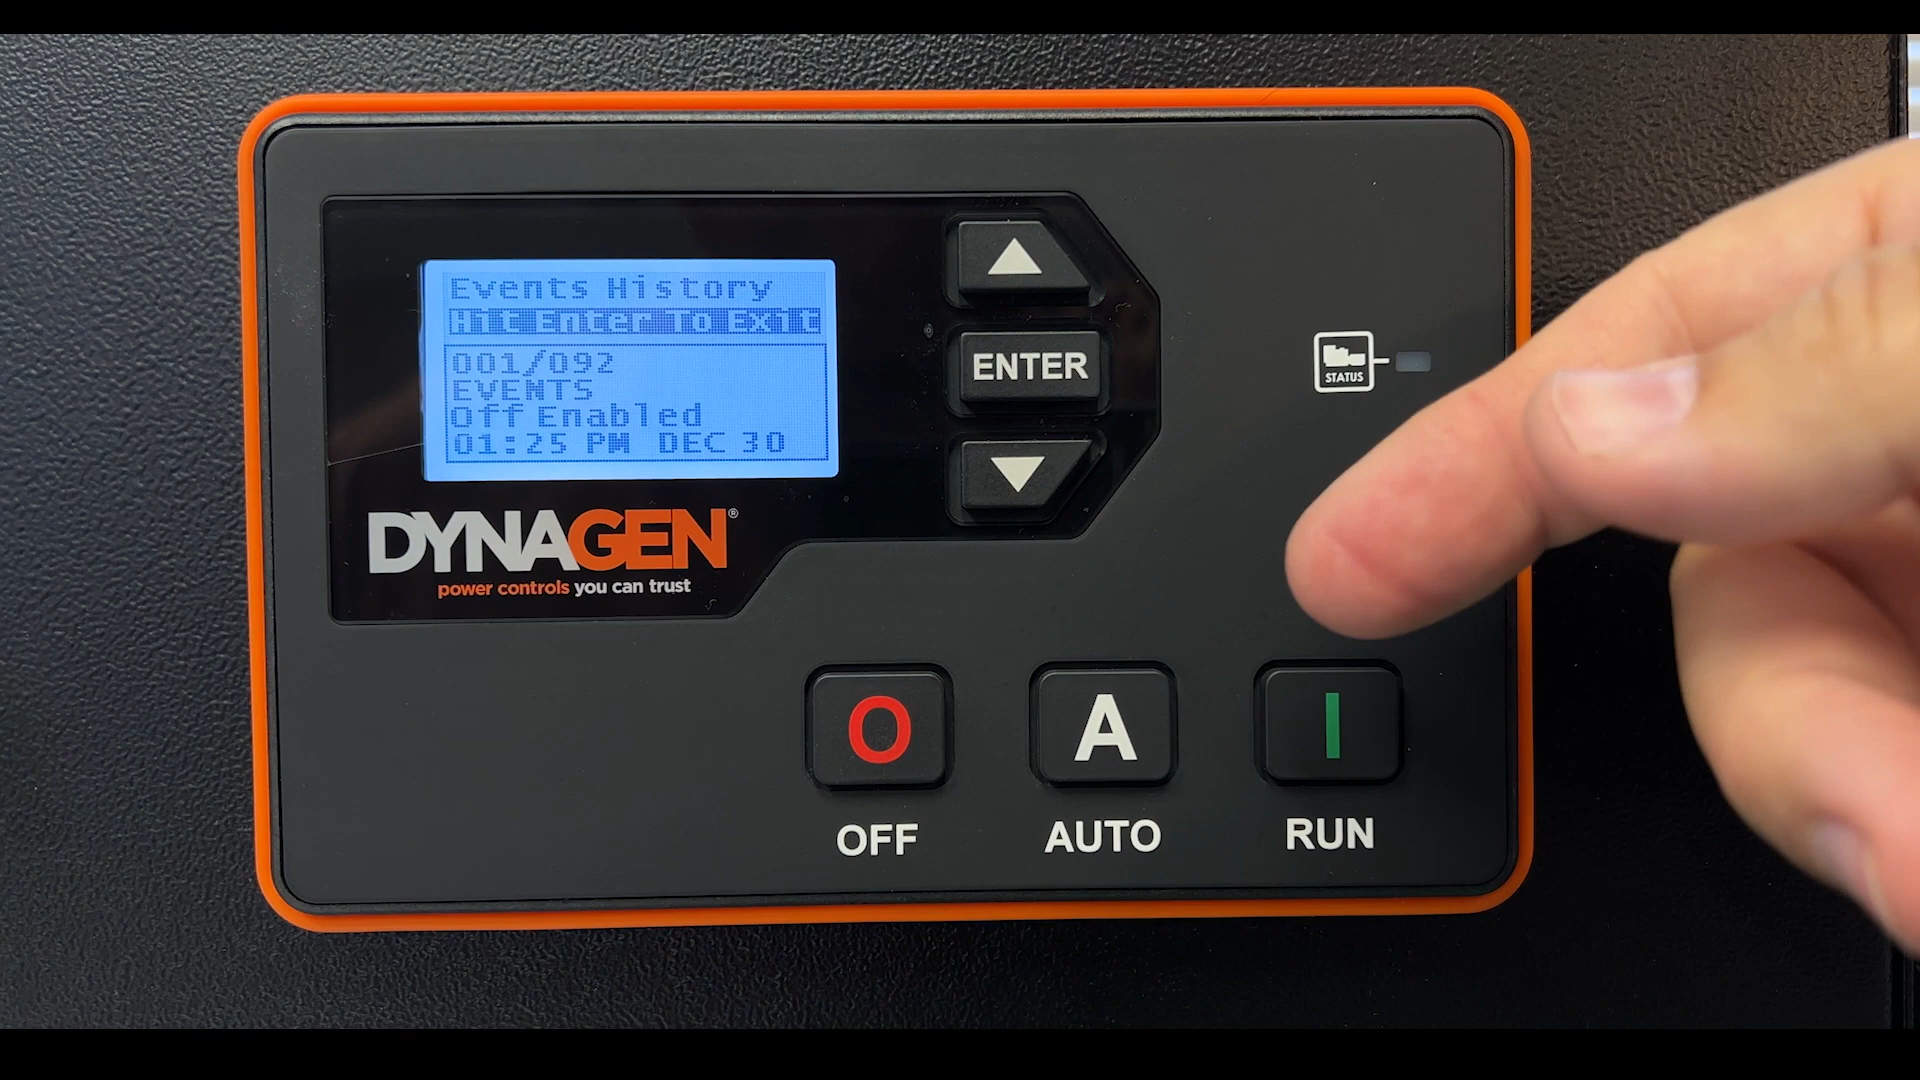 Events History
Hit Enter To Exit
001/092
EVENTS
Off Enabled
01:25 PM DEC 30
DYNAGEN®
power controls you can trust
ENTER
STATUS
O
A
I
OFF
AUTO
RUN